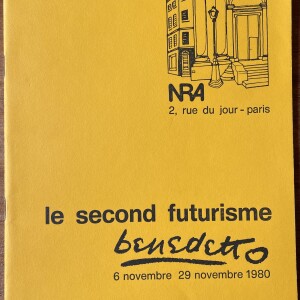 NRA
2, rue du jour - paris
le second futurisme
benedetto
6 novembre 29 novembre 1980